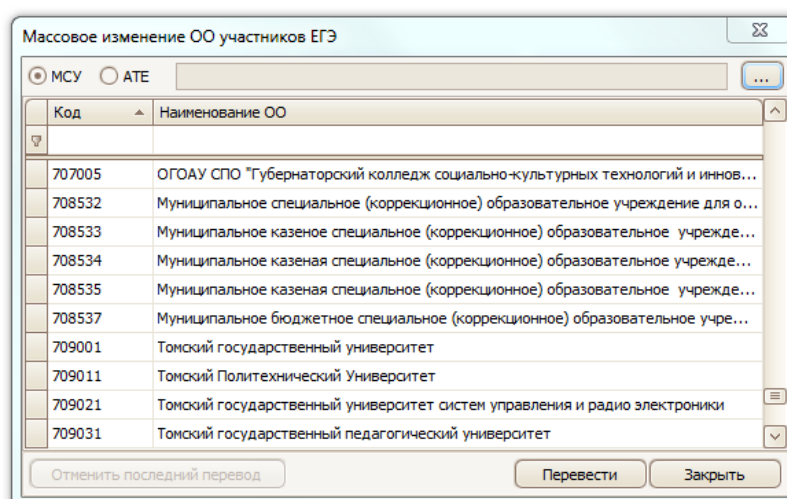 Массовое изменение ОО участников ЕГЭ
МСУ АТЕ ...
Код Наименование ОО
707005 ОГОАУ СПО "Губернаторский колледж социально-культурных технологий и иннов...
708532 Муниципальное специальное (коррекционное) образовательное учреждение для о...
708533 Муниципальное казеное специальное (коррекционное) образовательное учрежде...
708534 Муниципальное казеная специальное (коррекционное) образовательное учрежде...
708535 Муниципальное казеная специальное (коррекционное) образовательное учрежде...
708537 Муниципальное бюджетное специальное (коррекционное) образовательное учре...
709001 Томский государственный университет
709011 Томский Политехнический Университет
709021 Томский государственный университет систем управления и радио электроники
709031 Томский государственный педагогический университет
Отменить последний перевод Перевести Закрыть